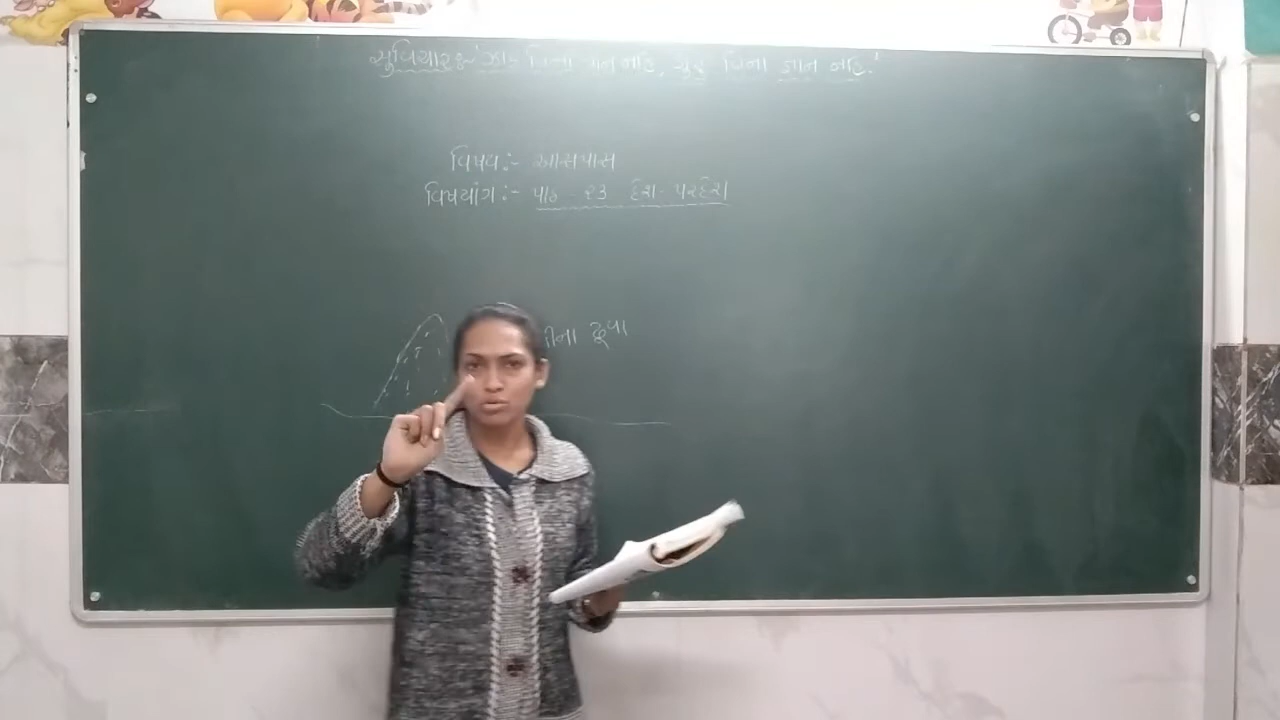 સુવિચાર :- "ઝાડ વિના પાન નહિ, ગુરુ વિના જ્ઞાન નહિ."
વિષય :- આસપાસ
વિષયાંગ :- પાઠ - ૨૩ દેશ - પરદેશ
ઢૂવા